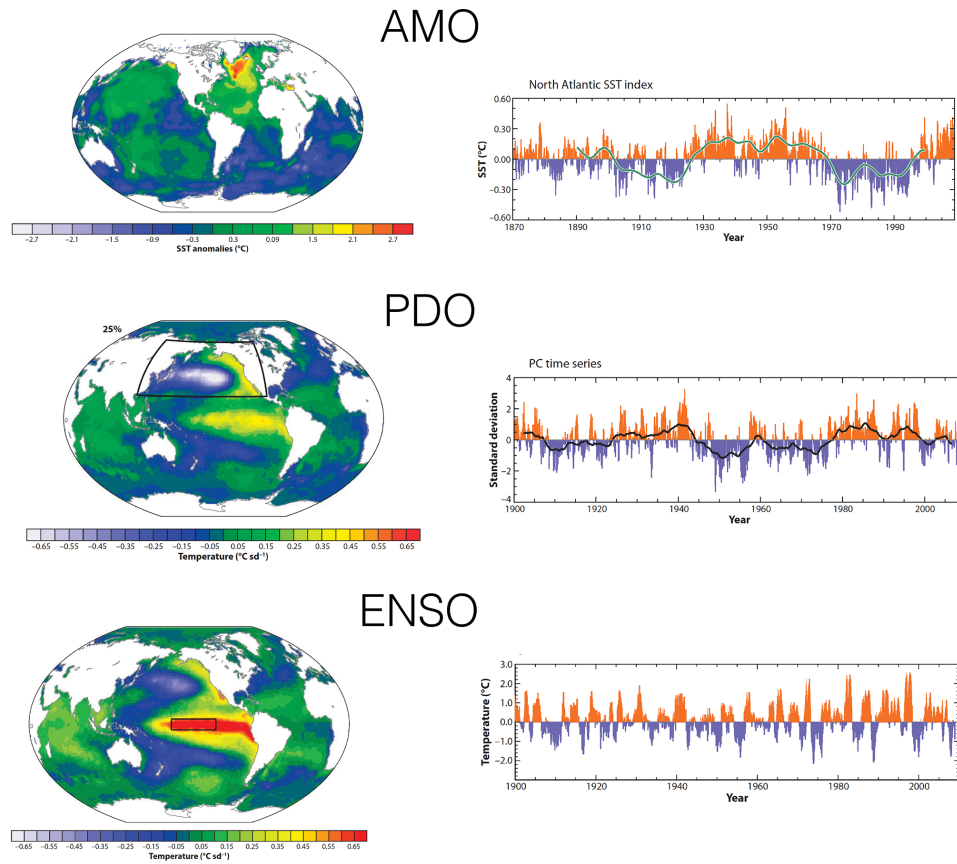 AMO
North Atlantic SST index
0.60
0.30
0.00
−0.30
−0.60
SST (°C)
1870 1890 1910 1930 1950 1970 1990
Year
−2.7 −2.1 −1.5 −0.9 −0.3 0.3 0.09 1.5 2.1 2.7
SST anomalies (°C)
PDO
25%
PC time series
4
2
0
−2
−4
Standard deviation
1900 1920 1940 1960 1980 2000
Year
−0.65 −0.55 −0.45 −0.35 −0.25 −0.15 0.05 0.15 0.25 0.35 0.45 0.55 0.65
Temperature (°C sd⁻¹)
ENSO
3.0
2.0
1.0
0.0
−1.0
−2.0
Temperature (°C)
1900 1920 1940 1960 1980 2000
Year
−0.65 −0.55 −0.45 −0.35 −0.25 −0.15 0.05 0.15 0.25 0.35 0.45 0.55 0.65
Temperature (°C sd⁻¹)